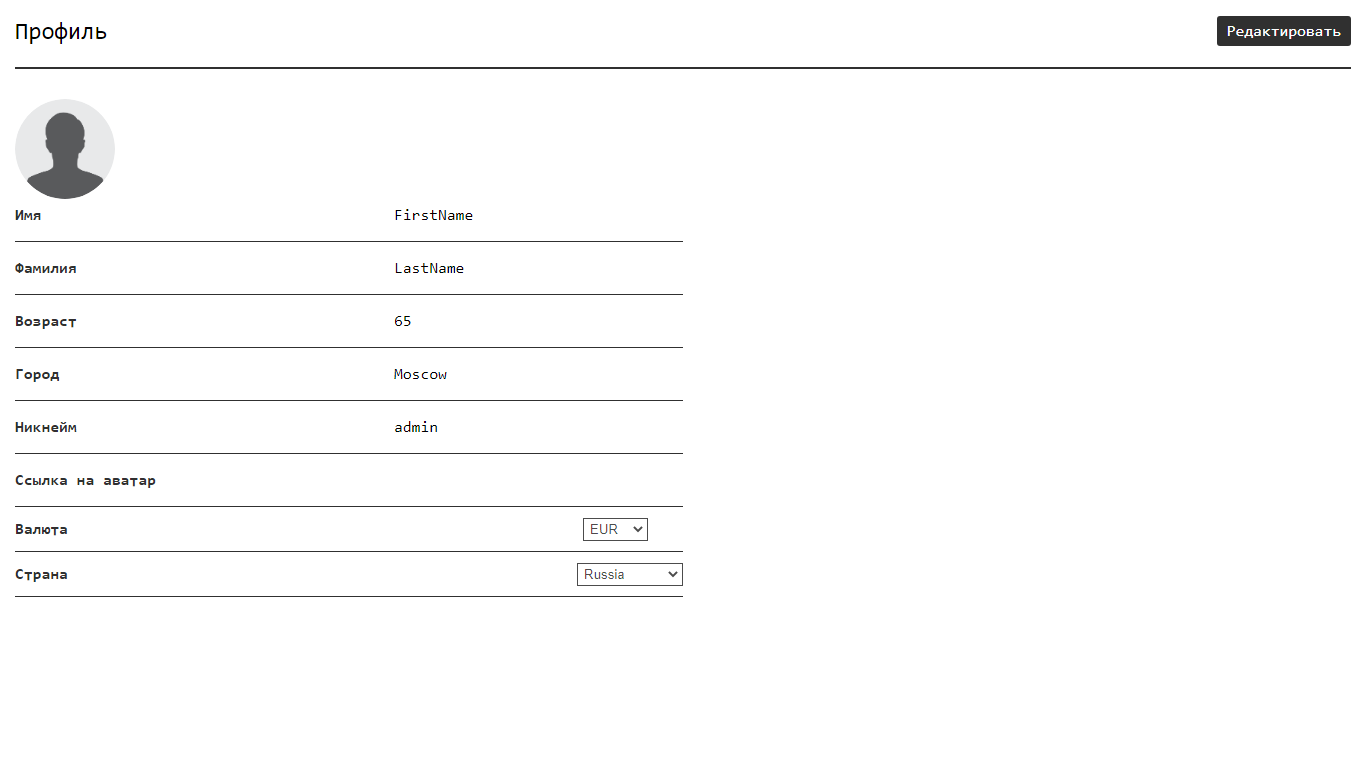 Профиль Редактировать
Имя FirstName
Фамилия LastName
Возраст 65
Город Moscow
Никнейм admin
Ссылка на аватар
Валюта EUR
Страна Russia